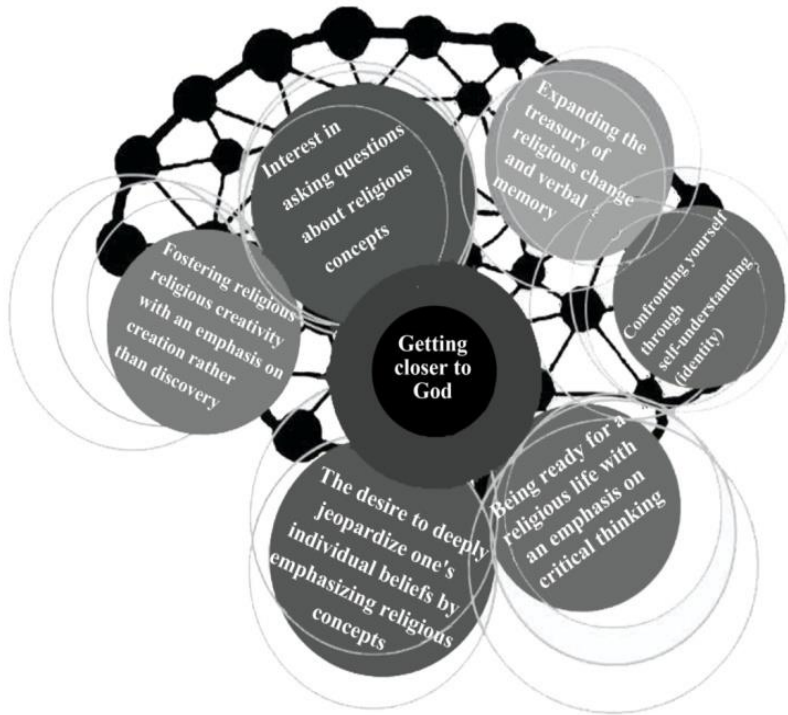 Interest in
asking questions
about religious
concepts
Expanding the
treasury of
religious change
and verbal
memory
Fostering religious
religious creativity
with an emphasis on
creation rather
than discovery
Confronting yourself
through
self-understanding
(identity)
Getting
closer to
God
The desire to deeply
jeopardize one's
individual beliefs by
emphasizing religious
concepts
Being ready for a
religious life with
an emphasis on
critical thinking